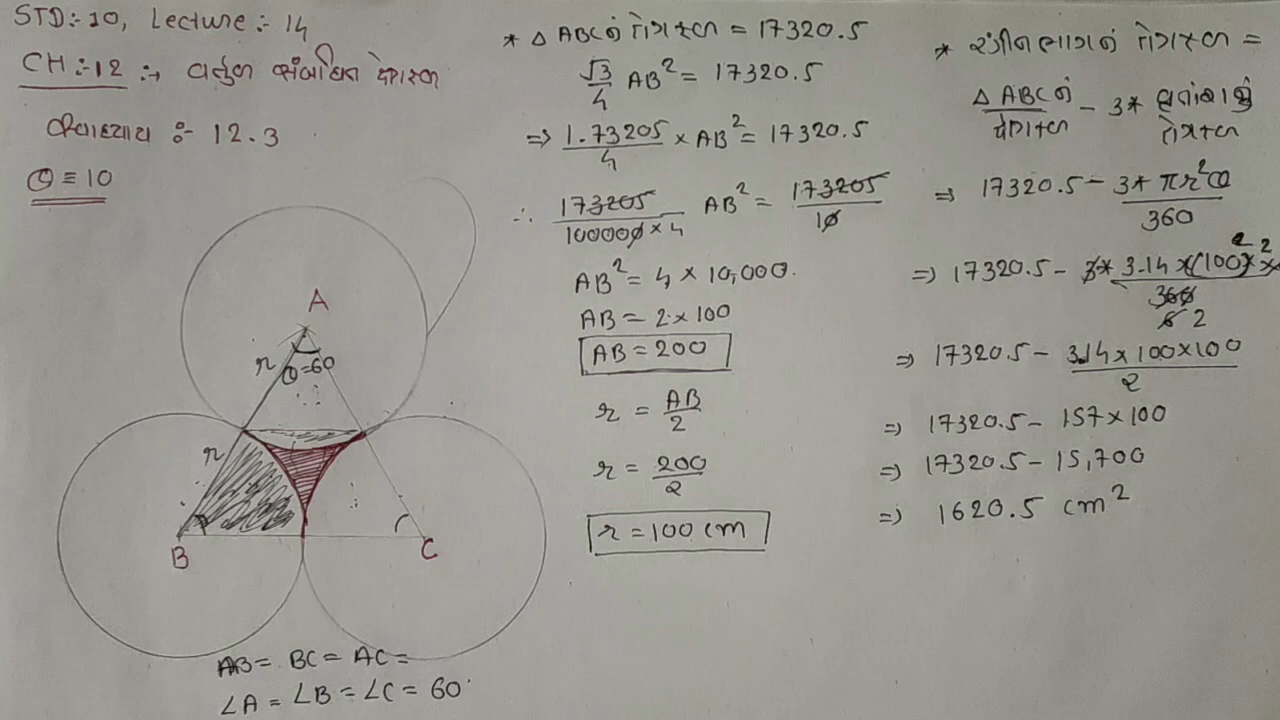 STD:- 10, Lecture :- 14
CH :- 12 :- વર્તુળ સંબંધિત ક્ષેત્રફળ
સ્વાધ્યાય :- 12.3
Q = 10
A
r θ=60
r
B C
AB = BC = AC =
∠A = ∠B = ∠C = 60°
* △ ABCનું ક્ષેત્રફળ = 17320.5
√3/4 AB² = 17320.5
⇒ 1.73205/4 × AB² = 17320.5
∴ 173205/100000 × 4 AB² = 173205/10
AB² = 4 × 10,000.
AB = 2 × 100
AB = 200
r = AB/2
r = 200/2
r = 100 cm
* રંગીન ભાગનું ક્ષેત્રફળ =
△ ABCનું ક્ષેત્રફળ - 3* વૃતાંશનું ક્ષેત્રફળ
⇒ 17320.5 - 3* πr²θ/360
⇒ 17320.5 - 3* 3.14 × (100)² ×
360
6 2
⇒ 17320.5 - 3.14 × 100 × 100/2
⇒ 17320.5 - 157 × 100
⇒ 17320.5 - 15,700
⇒ 1620.5 cm²